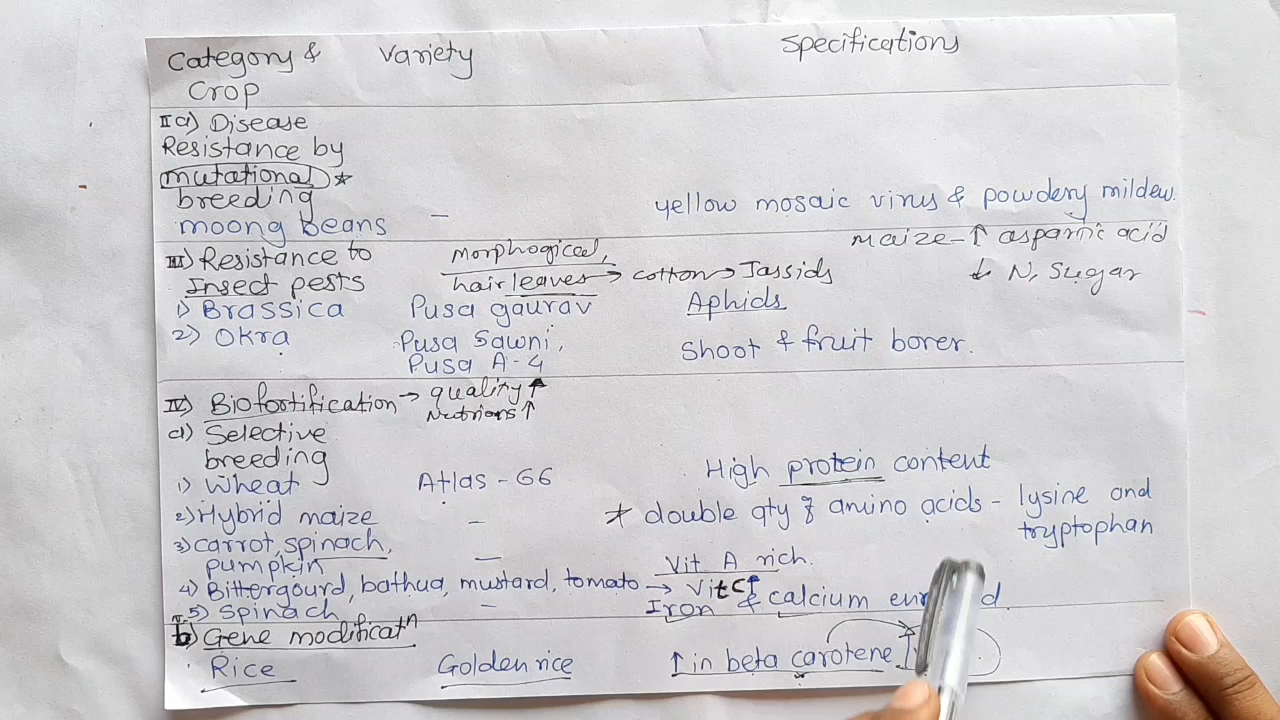 Category & Variety Specifications
Crop
II a) Disease
Resistance by
mutational *
breeding
moong beans - yellow mosaic virus & powdery mildew.
maize - ↑ aspartic acid
↓ N, Sugar
III) Resistance to
Insect pests
morphogical,
hair leaves → cotton → Jassids
1) Brassica Pusa gaurav Aphids
2) Okra Pusa Sawni, Shoot & fruit borer.
Pusa A-4
IV) Biofortification → quality ↑
Nutrions ↑
a) Selective
breeding
1) Wheat Atlas - 66 High protein content
2) Hybrid maize - * double qty of amino acids - lysine and
tryptophan
3) carrot, spinach, - Vit A rich.
pumpkin
4) Bittergourd, bathua, mustard, tomato → Vit C ↑
5) Spinach - Iron & calcium
b) Gene modificatn
Rice Golden rice ↑ in beta carotene